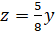 z = 5/8 y